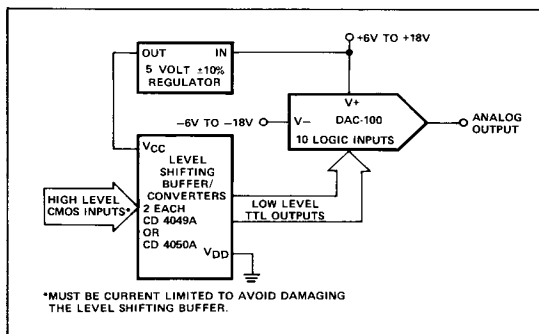 +6V TO +18V
OUT IN
5 VOLT ±10%
REGULATOR
V+
DAC-100
10 LOGIC INPUTS
−6V TO −18V
V−
ANALOG
OUTPUT
VCC
LEVEL
SHIFTING
BUFFER/
CONVERTERS
2 EACH
CD 4049A
OR
CD 4050A
VDD
HIGH LEVEL
CMOS INPUTS*
LOW LEVEL
TTL OUTPUTS
*MUST BE CURRENT LIMITED TO AVOID DAMAGING
THE LEVEL SHIFTING BUFFER.